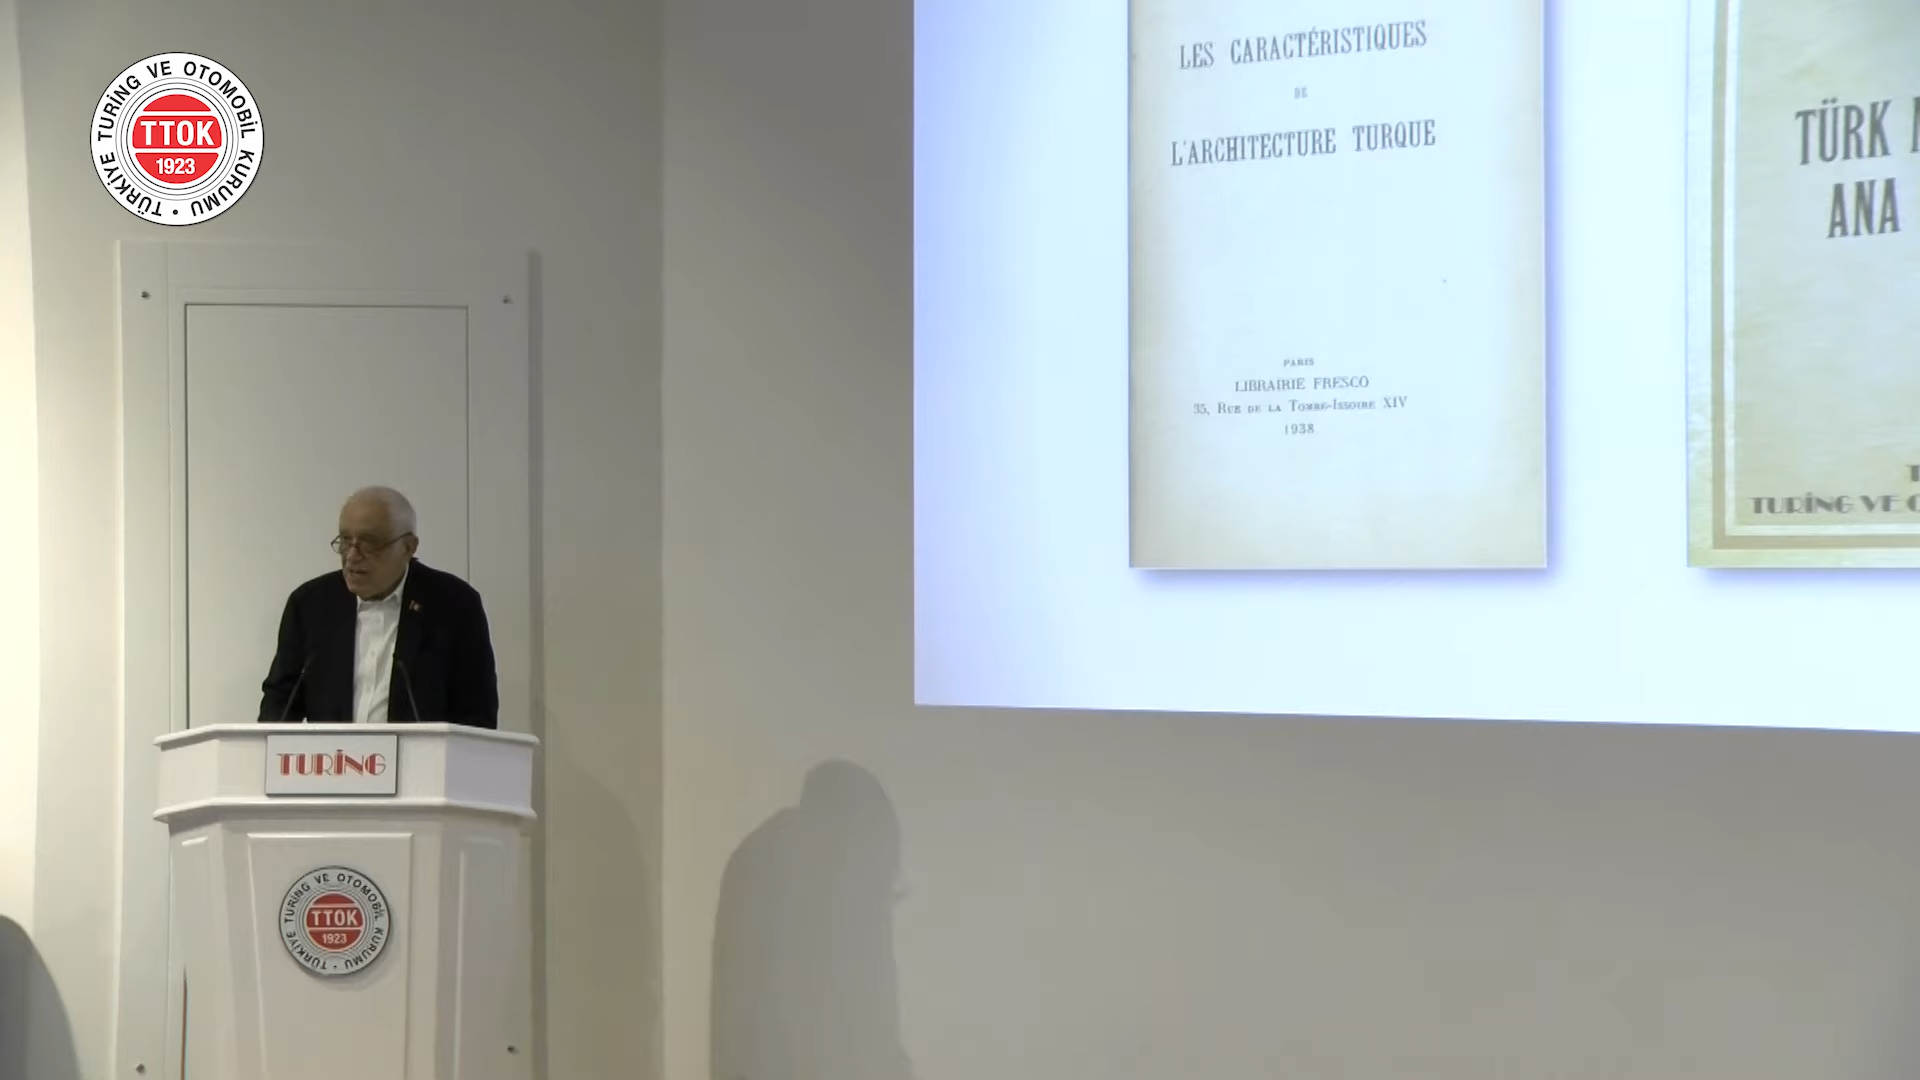 TÜRKİYE TURİNG VE OTOMOBİL KURUMU
TTOK
1923
LES CARACTÉRISTIQUES
DE
L'ARCHITECTURE TURQUE
PARIS
LIBRAIRIE FRESCO
35, RUE DE LA TOMBE-ISSOIRE XIV
1938
TÜRK
ANA
TURİNG VE
TURİNG
TÜRKİYE TURİNG VE OTOMOBİL KURUMU
TTOK
1923